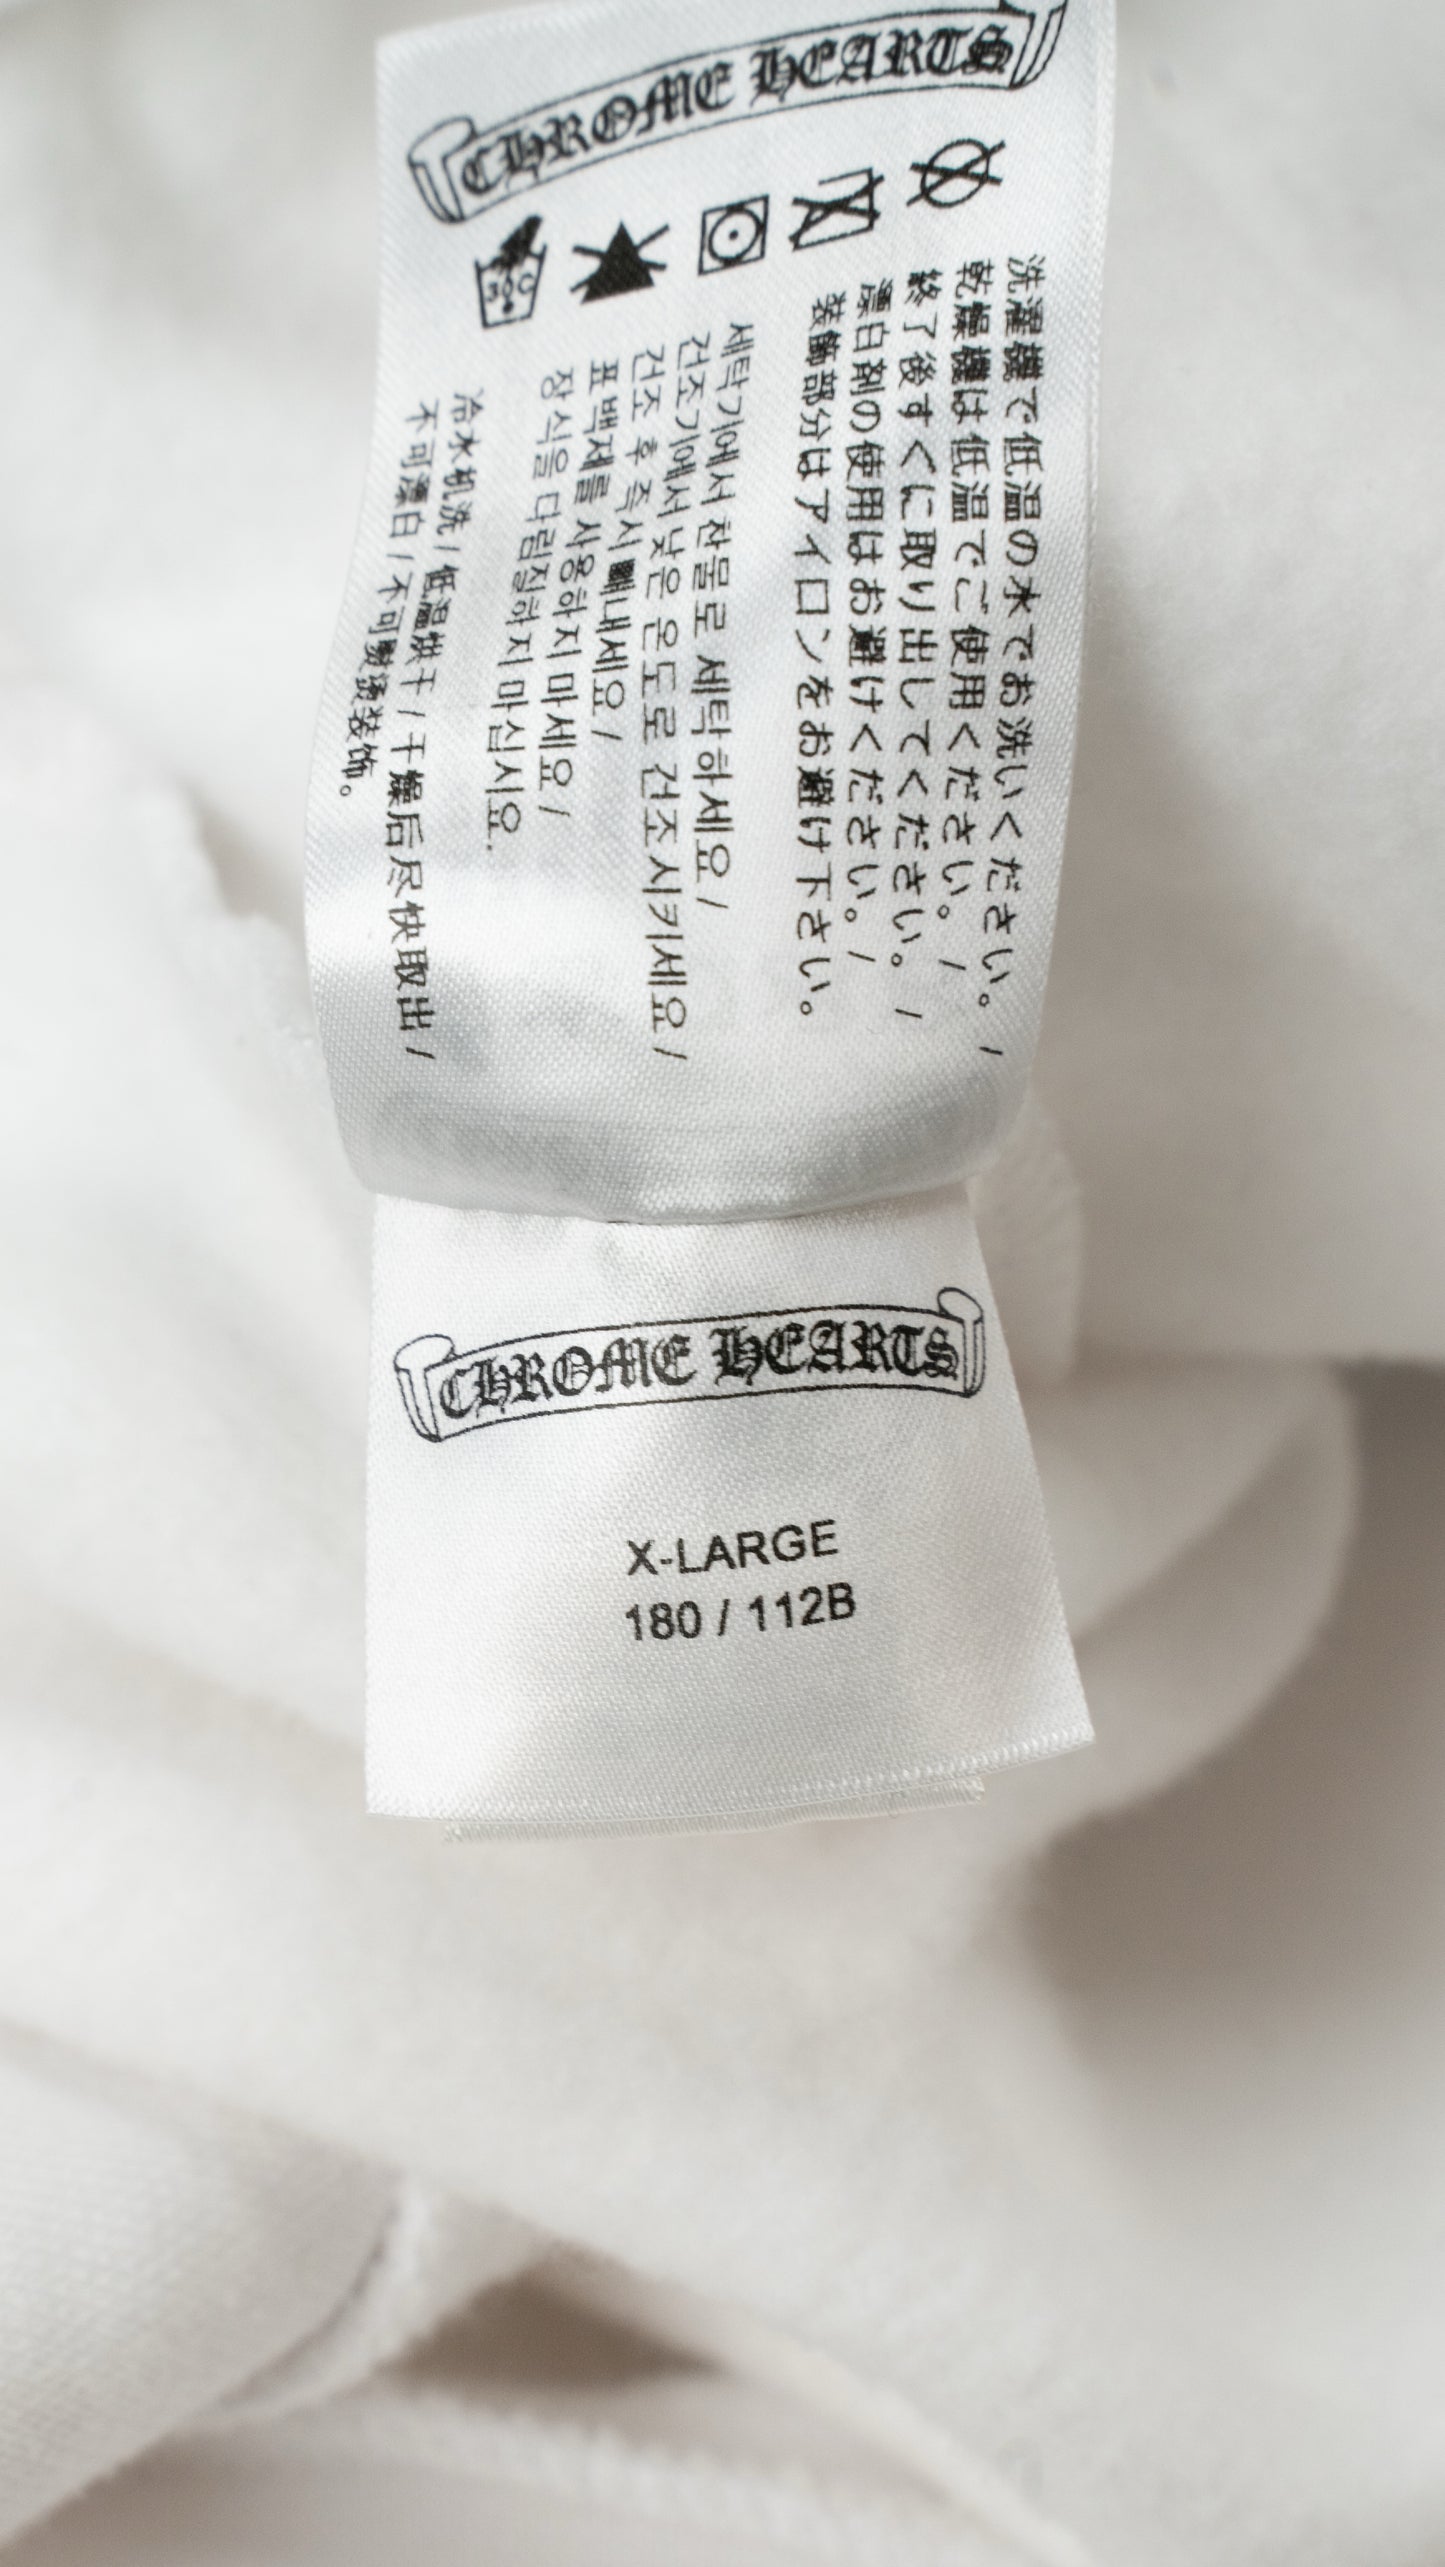 CHROME HEARTS
30C
洗濯機で低温の水でお洗いください。 /
乾燥機は低温でご使用ください。 /
終了後すぐに取り出してください。 /
漂白剤の使用はお避けください。 /
装飾部分はアイロンをお避け下さい。
세탁기에서 찬물로 세탁하세요 /
건조기에서 낮은 온도로 건조시키세요 /
건조 후 즉시 빼내세요 /
표백제를 사용하지 마세요 /
장식을 다림질하지 마십시요.
冷水机洗 / 低温烘干 / 干燥后尽快取出 /
不可漂白 / 不可熨烫装饰。
CHROME HEARTS
X-LARGE
180 / 112B